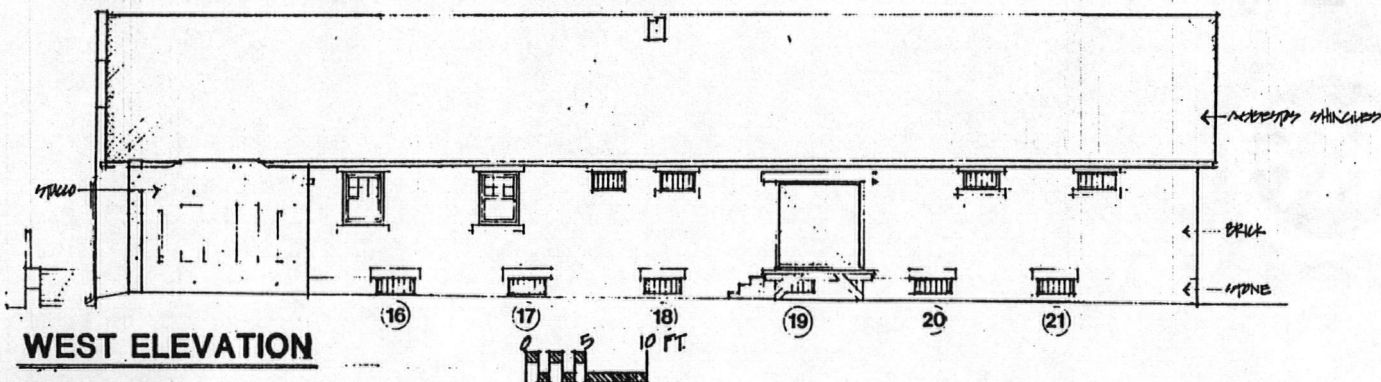 ASBESTOS SHINGLES
STUCCO
BRICK
STONE
16 17 18 19 20 21
WEST ELEVATION
0 5 10 FT.